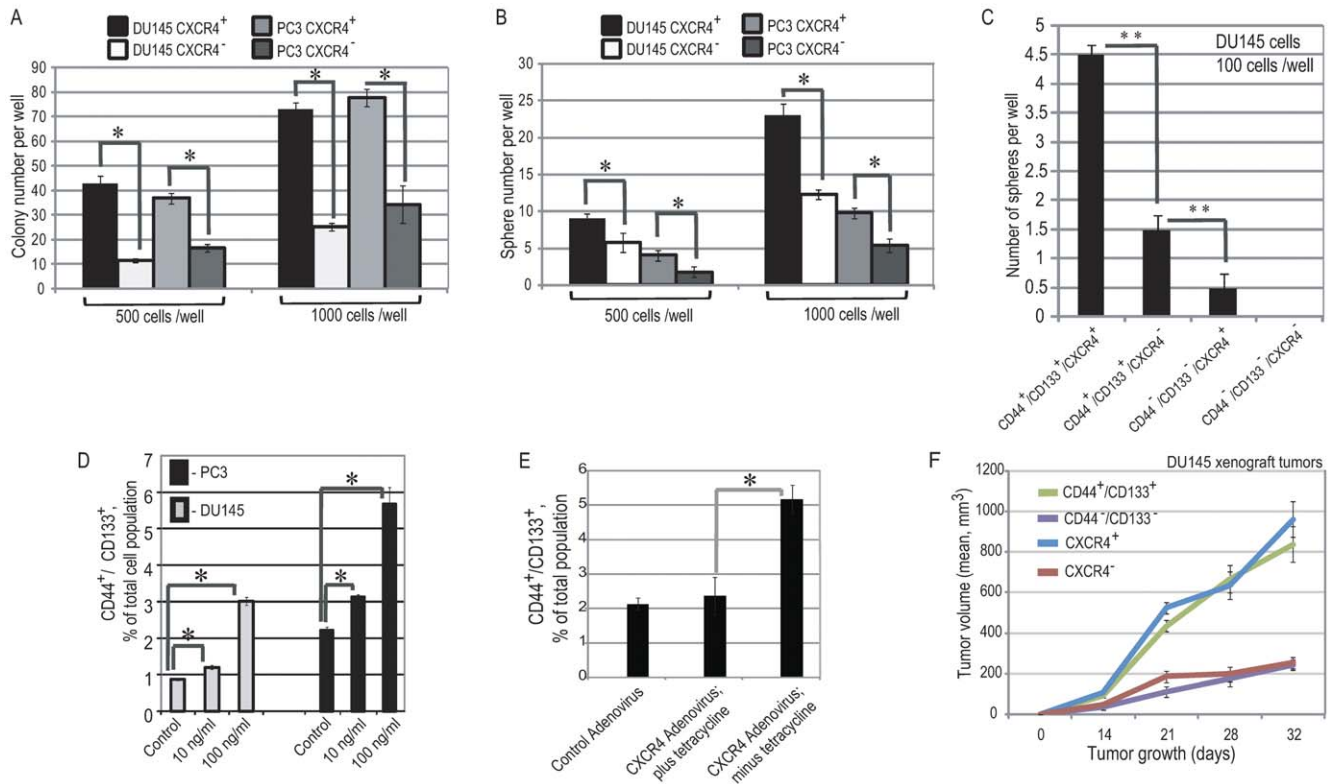 A
DU145 CXCR4+
PC3 CXCR4+
DU145 CXCR4-
PC3 CXCR4-
Colony number per well
90
80
70
60
50
40
30
20
10
0
*
*
*
*
500 cells /well
1000 cells /well
B
DU145 CXCR4+
PC3 CXCR4+
DU145 CXCR4-
PC3 CXCR4-
Sphere number per well
30
25
20
15
10
5
0
*
*
*
*
500 cells /well
1000 cells /well
C
DU145 cells
100 cells /well
Number of spheres per well
5
4.5
4
3.5
3
2.5
2
1.5
1
0.5
0
**
**
CD44+/CD133+/CXCR4+
CD44+/CD133+/CXCR4-
CD44-/CD133-/CXCR4+
CD44-/CD133-/CXCR4-
D
- PC3
- DU145
CD44+/ CD133+,
% of total cell population
7
6
5
4
3
2
1
0
*
*
*
*
Control
10 ng/ml
100 ng/ml
Control
10 ng/ml
100 ng/ml
E
CD44+/CD133+,
% of total population
6
5
4
3
2
1
0
*
Control Adenovirus
CXCR4 Adenovirus;
plus tetracycline
CXCR4 Adenovirus;
minus tetracycline
F
DU145 xenograft tumors
CD44+/CD133+
CD44-/CD133-
CXCR4+
CXCR4-
Tumor volume (mean, mm3)
1200
1000
800
600
400
200
0
0
14
21
28
32
Tumor growth (days)